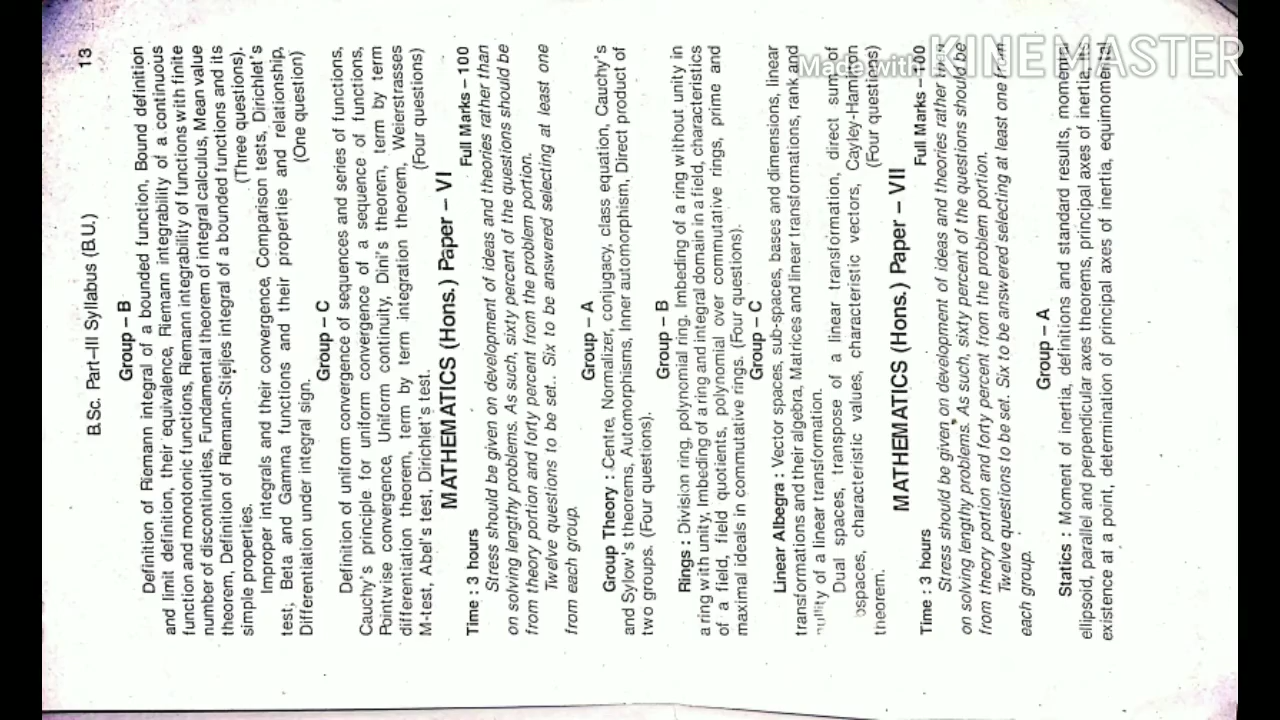 B.Sc. Part–III Syllabus (B.U.) 13
Group – B
Definition of Riemann integral of a bounded function, Bound definition
and limit definition, their equivalence, Riemann integrability of a continuous
function and monotonic functions, Riemann integrability of functions with finite
number of discontinuities, Fundamental theorem of integral calculus, Mean value
theorem, Definition of Riemann-Stieljes integral of a bounded functions and its
simple properties. (Three questions).
Improper integrals and their convergence, Comparison tests, Dirichlet's
test, Beta and Gamma functions and their properties and relationship,
Differentiation under integral sign. (One question)
Group – C
Definition of uniform convergence of sequences and series of functions,
Cauchy's principle for uniform convergence of a sequence of functions,
Pointwise convergence, Uniform continuity, Dini's theorem, term by term
differentiation theorem, term by term integration theorem, Weierstrasses
M-test, Abel's test, Dirichlet's test. (Four questions)
MATHEMATICS (Hons.) Paper – VI
Time : 3 hours Full Marks – 100
Stress should be given on development of ideas and theories rather than
on solving lengthy problems. As such, sixty percent of the questions should be
from theory portion and forty percent from the problem portion.
Twelve questions to be set.. Six to be answered selecting at least one
from each group.
Group – A
Group Theory : Centre, Normalizer, conjugacy, class equation, Cauchy's
and Sylow's theorems, Automorphisms, Inner automorphism, Direct product of
two groups. (Four questions).
Group – B
Rings : Division ring, polynomial ring. Imbeding of a ring without unity in
a ring with unity, Imbeding of a ring and integral domain in a field, characteristics
of a field, field quotients, polynomial over commutative rings, prime and
maximal ideals in commutative rings. (Four questions).
Group – C
Linear Albegra : Vector spaces, sub-spaces, bases and dimensions, linear
transformations and their algebra, Matrices and linear transformations, rank and
nullity of a linear transformation.
Dual spaces, transpose of a linear transformation, direct sum of
spaces, characteristic values, characteristic vectors, Cayley-Hamilton
theorem. (Four questions)
MATHEMATICS (Hons.) Paper – VII
Time : 3 hours Full Marks – 100
Stress should be given on development of ideas and theories rather than
on solving lengthy problems. As such, sixty percent of the questions should be
from theory portion and forty percent from the problem portion.
Twelve questions to be set. Six to be answered selecting at least one from
each group.
Group – A
Statics : Moment of inertia, definitions and standard results, momental
ellipsoid, parallel and perpendicular axes theorems, principal axes of inertia, its
existence at a point, determination of principal axes of inertia, equimomental
Made with KINEMASTER